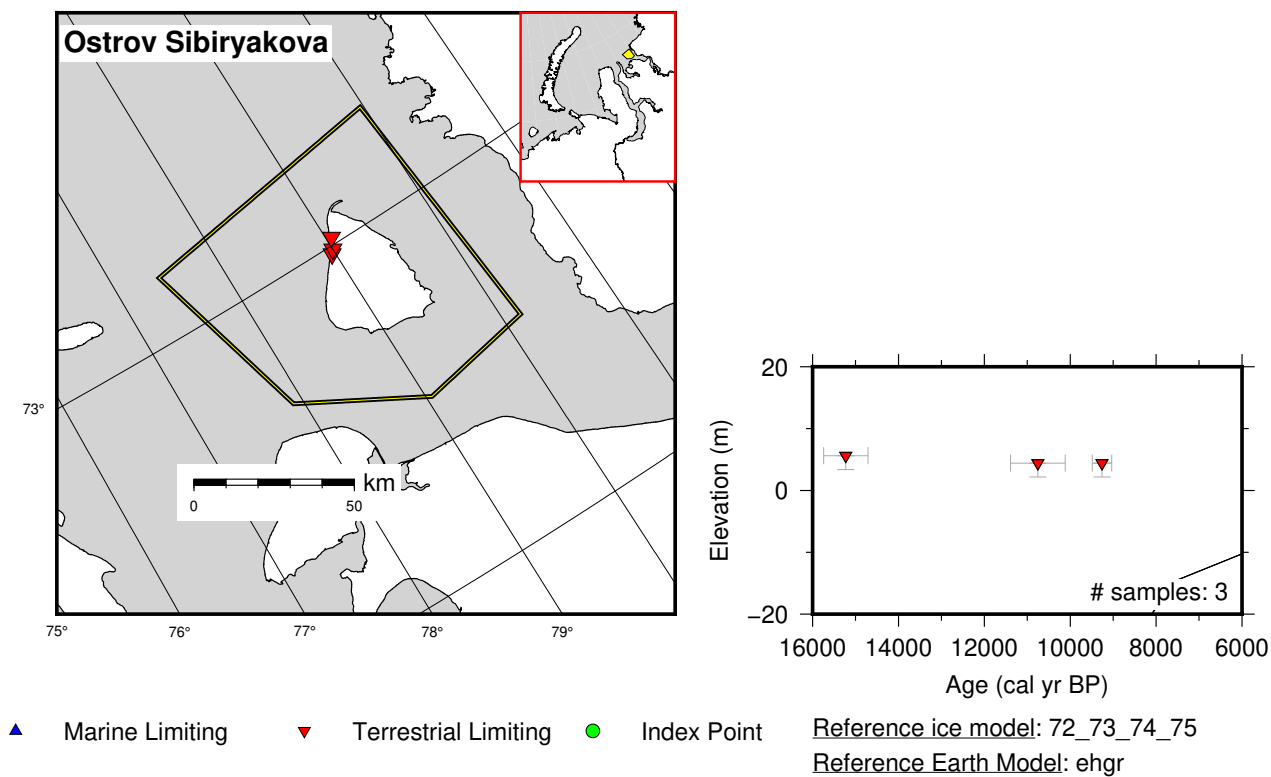 Ostrov Sibiryakova
73°
km
0 50
75° 76° 77° 78° 79°
20
0
−20
Elevation (m)
# samples: 3
16000 14000 12000 10000 8000 6000
Age (cal yr BP)
Marine Limiting Terrestrial Limiting Index Point
Reference ice model: 72_73_74_75
Reference Earth Model: ehgr